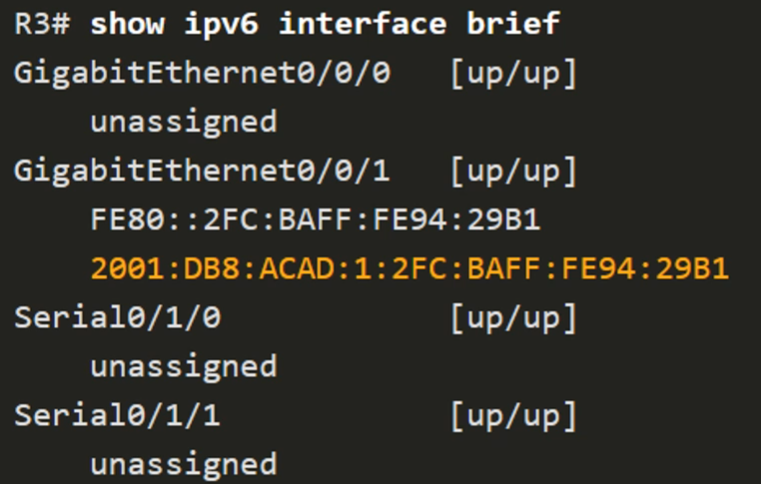 R3# show ipv6 interface brief
GigabitEthernet0/0/0 [up/up]
unassigned
GigabitEthernet0/0/1 [up/up]
FE80::2FC:BAFF:FE94:29B1
2001:DB8:ACAD:1:2FC:BAFF:FE94:29B1
Serial0/1/0 [up/up]
unassigned
Serial0/1/1 [up/up]
unassigned